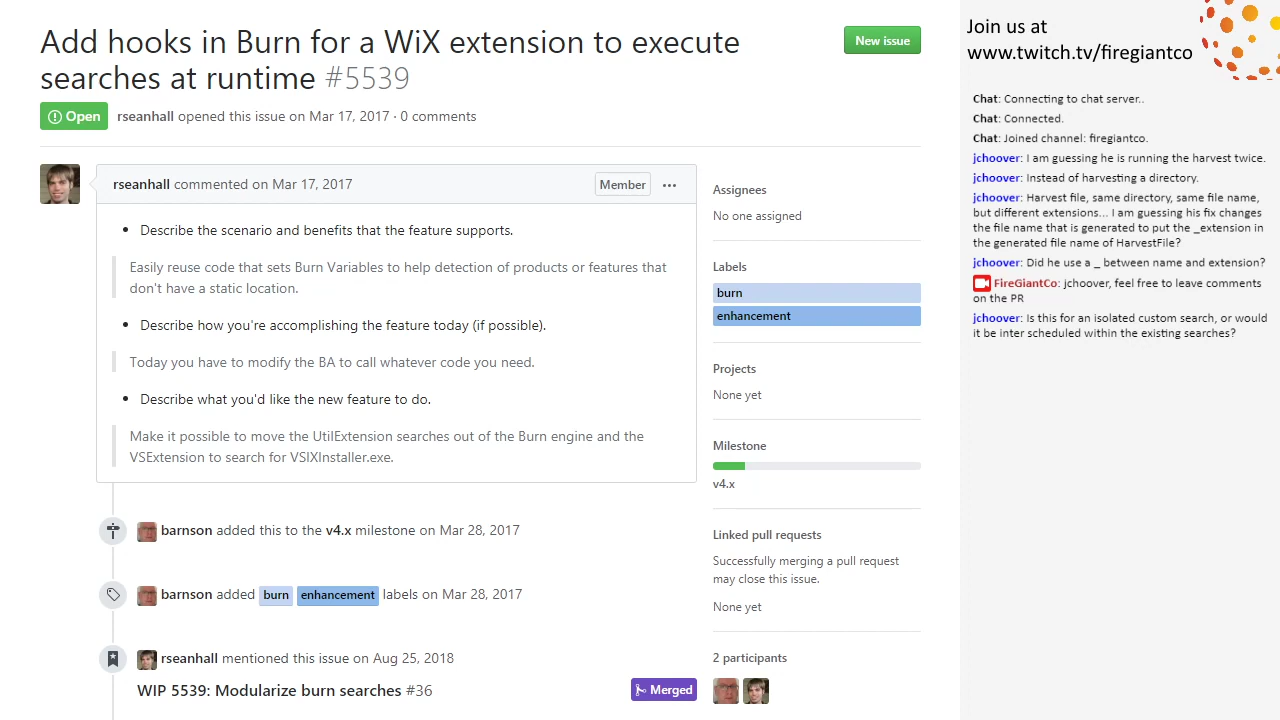 Add hooks in Burn for a WiX extension to execute
searches at runtime #5539
New issue
Open
rseanhall opened this issue on Mar 17, 2017 · 0 comments
rseanhall commented on Mar 17, 2017
Member
• Describe the scenario and benefits that the feature supports.
Easily reuse code that sets Burn Variables to help detection of products or features that
don't have a static location.
• Describe how you're accomplishing the feature today (if possible).
Today you have to modify the BA to call whatever code you need.
• Describe what you'd like the new feature to do.
Make it possible to move the UtilExtension searches out of the Burn engine and the
VSExtension to search for VSIXInstaller.exe.
barnson added this to the v4.x milestone on Mar 28, 2017
barnson added burn enhancement labels on Mar 28, 2017
rseanhall mentioned this issue on Aug 25, 2018
WIP 5539: Modularize burn searches #36
Merged
Assignees
No one assigned
Labels
burn
enhancement
Projects
None yet
Milestone
v4.x
Linked pull requests
Successfully merging a pull request
may close this issue.
None yet
2 participants
Join us at
www.twitch.tv/firegiantco
Chat: Connecting to chat server..
Chat: Connected.
Chat: Joined channel: firegiantco.
jchoover: I am guessing he is running the harvest twice.
jchoover: Instead of harvesting a directory.
jchoover: Harvest file, same directory, same file name,
but different extensions... I am guessing his fix changes
the file name that is generated to put the _extension in
the generated file name of HarvestFile?
jchoover: Did he use a _ between name and extension?
FireGiantCo: jchoover, feel free to leave comments
on the PR
jchoover: Is this for an isolated custom search, or would
it be inter scheduled within the existing searches?